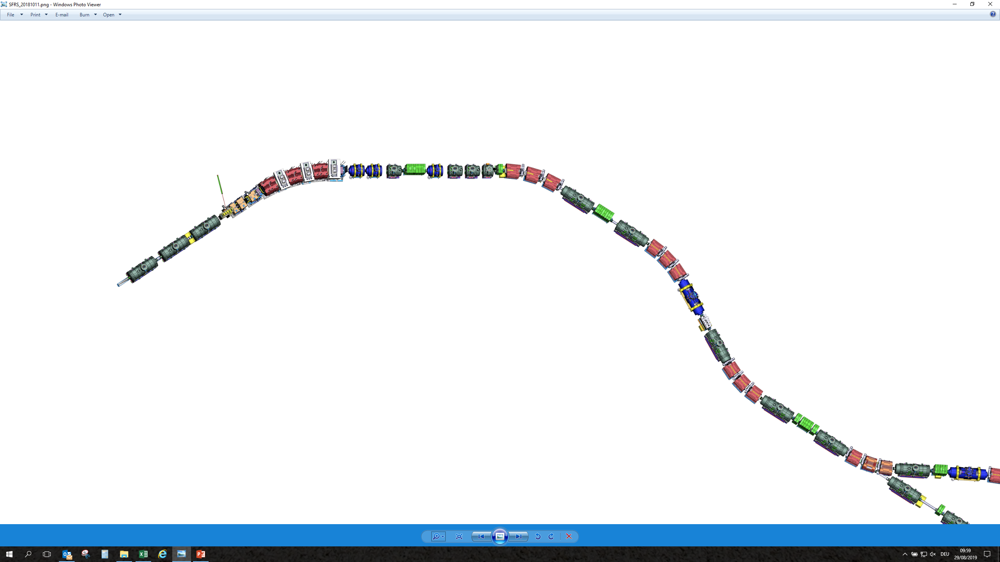 SFRS_20181011.png - Windows Photo Viewer
File Print E-mail Burn Open
DEU
09:59
29/08/2019